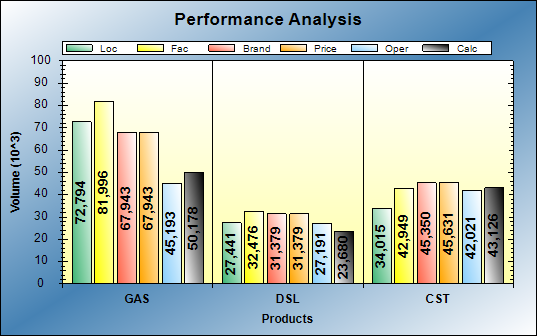 Performance Analysis
Loc Fac Brand Price Oper Calc
Volume (10^3)
100
90
80
70
60
50
40
30
20
10
0
72,794 81,996 67,943 67,943 45,193 50,178
27,441 32,476 31,379 31,379 27,191 23,680
34,015 42,949 45,350 45,631 42,021 43,126
GAS DSL CST
Products